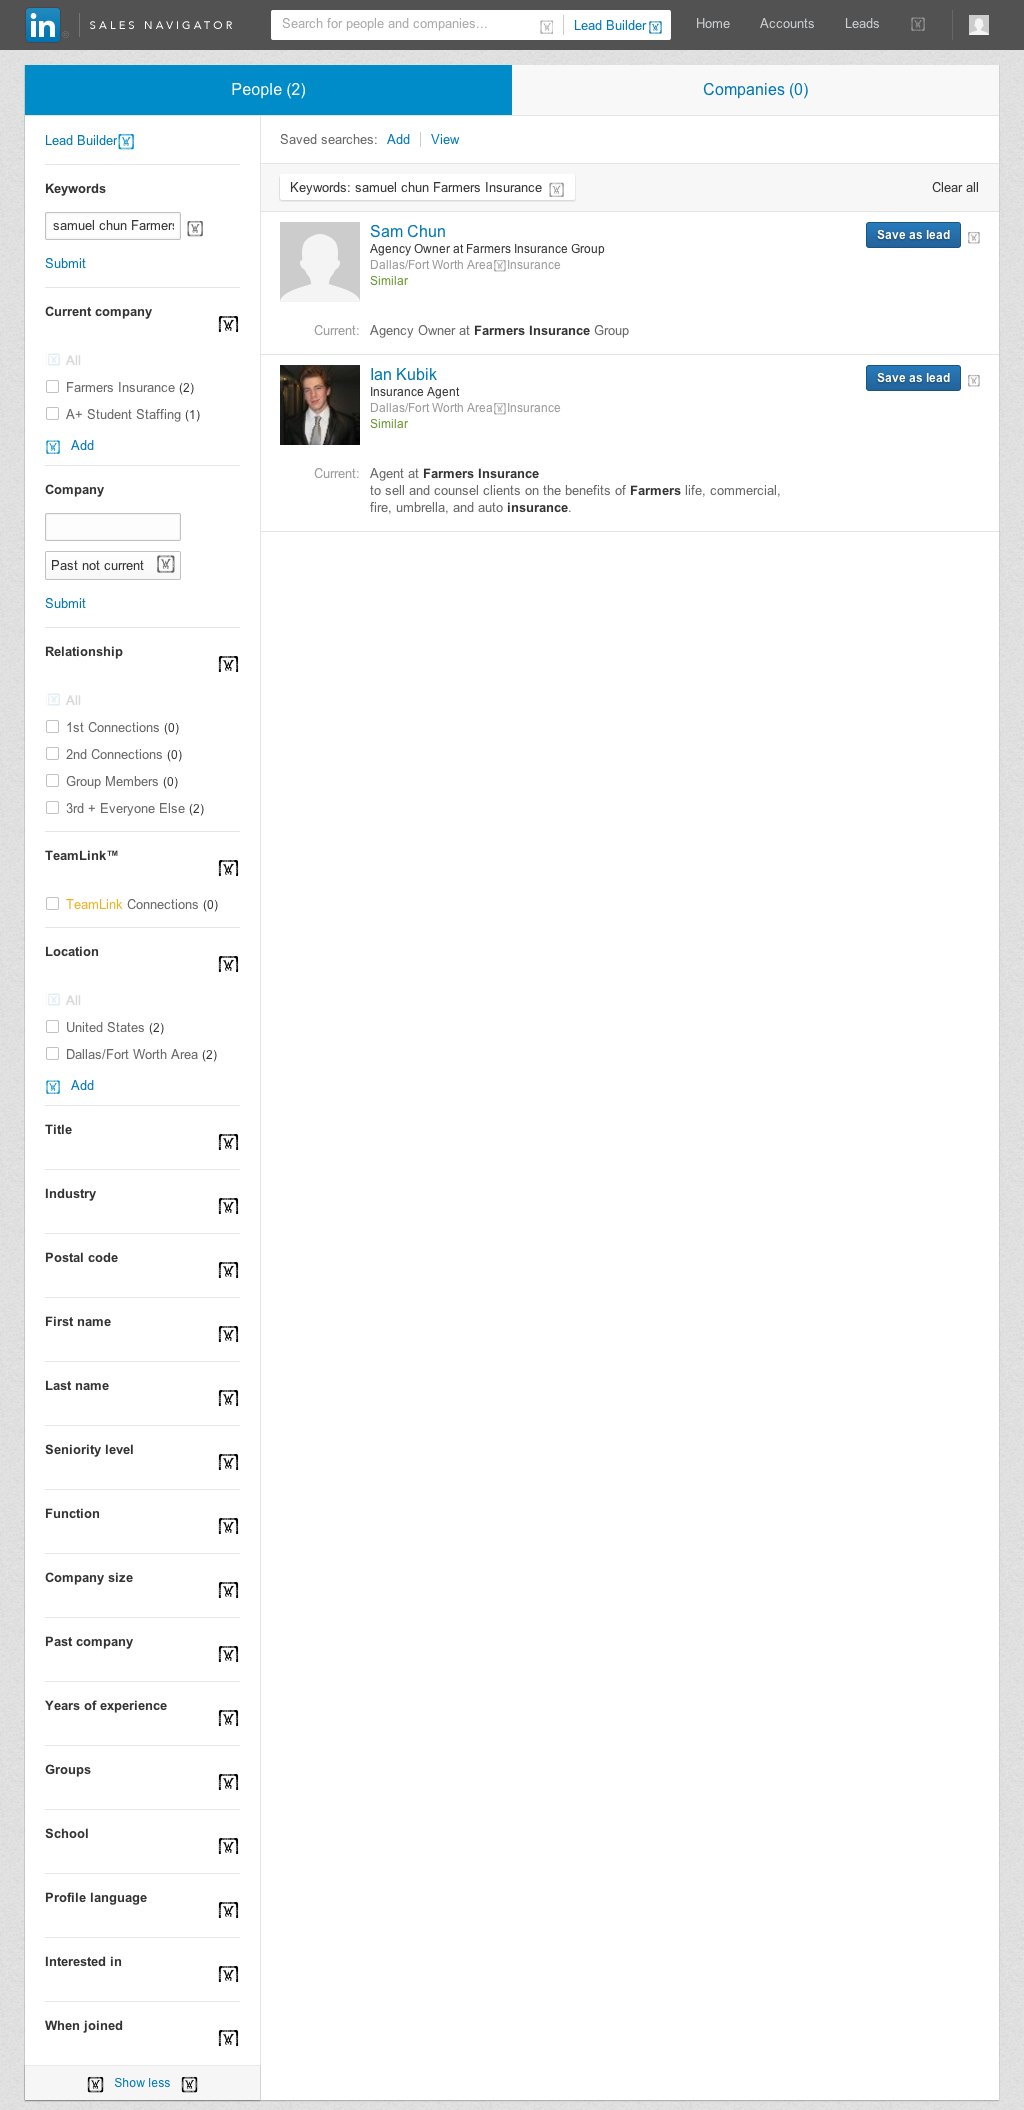 in SALES NAVIGATOR
Search for people and companies... Lead Builder Home Accounts Leads
People (2) Companies (0)
Lead Builder
Keywords
samuel chun Farmers
Submit
Current company
All
Farmers Insurance (2)
A+ Student Staffing (1)
Add
Company
Past not current
Submit
Relationship
All
1st Connections (0)
2nd Connections (0)
Group Members (0)
3rd + Everyone Else (2)
TeamLink™
TeamLink Connections (0)
Location
All
United States (2)
Dallas/Fort Worth Area (2)
Add
Title
Industry
Postal code
First name
Last name
Seniority level
Function
Company size
Past company
Years of experience
Groups
School
Profile language
Interested in
When joined
Show less
Saved searches: Add View
Keywords: samuel chun Farmers Insurance Clear all
Sam Chun Save as lead
Agency Owner at Farmers Insurance Group
Dallas/Fort Worth Area Insurance
Similar
Current: Agency Owner at Farmers Insurance Group
Ian Kubik Save as lead
Insurance Agent
Dallas/Fort Worth Area Insurance
Similar
Current: Agent at Farmers Insurance
to sell and counsel clients on the benefits of Farmers life, commercial,
fire, umbrella, and auto insurance.